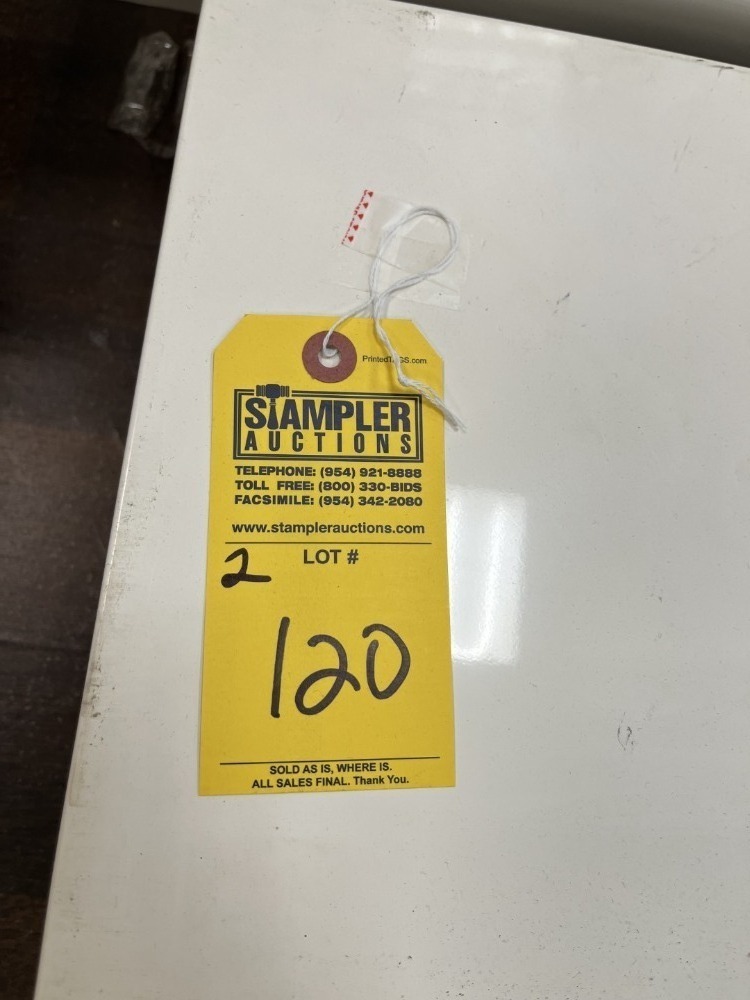 PrintedT GS.com
STAMPLER
AUCTIONS
TELEPHONE: (954) 921-8888
TOLL FREE: (800) 330-BIDS
FACSIMILE: (954) 342-2080
www.stamplerauctions.com
LOT #
2
120
SOLD AS IS, WHERE IS.
ALL SALES FINAL. Thank You.